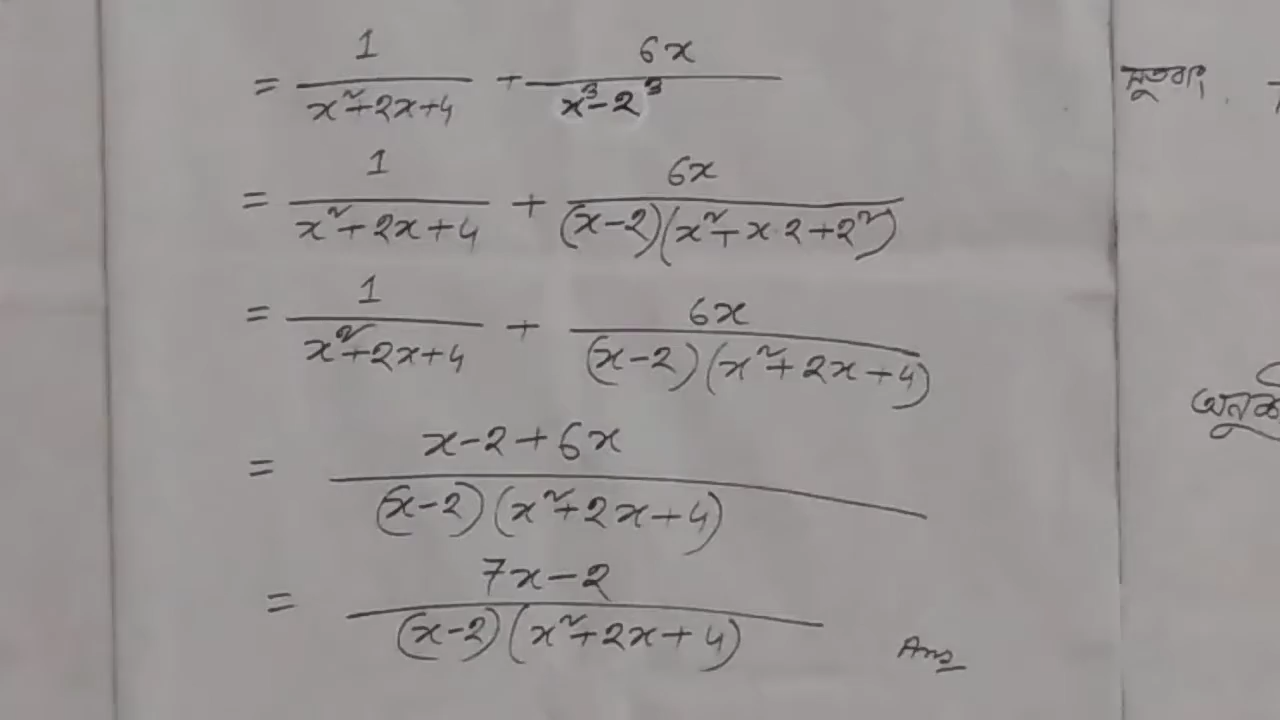 = 1/(x²+2x+4) + 6x/(x³-2³)
সুতরাং
= 1/(x²+2x+4) + 6x/((x-2)(x²+x·2+2²))
= 1/(x²+2x+4) + 6x/((x-2)(x²+2x+4))
= (x-2+6x)/((x-2)(x²+2x+4))
= (7x-2)/((x-2)(x²+2x+4))
Ans